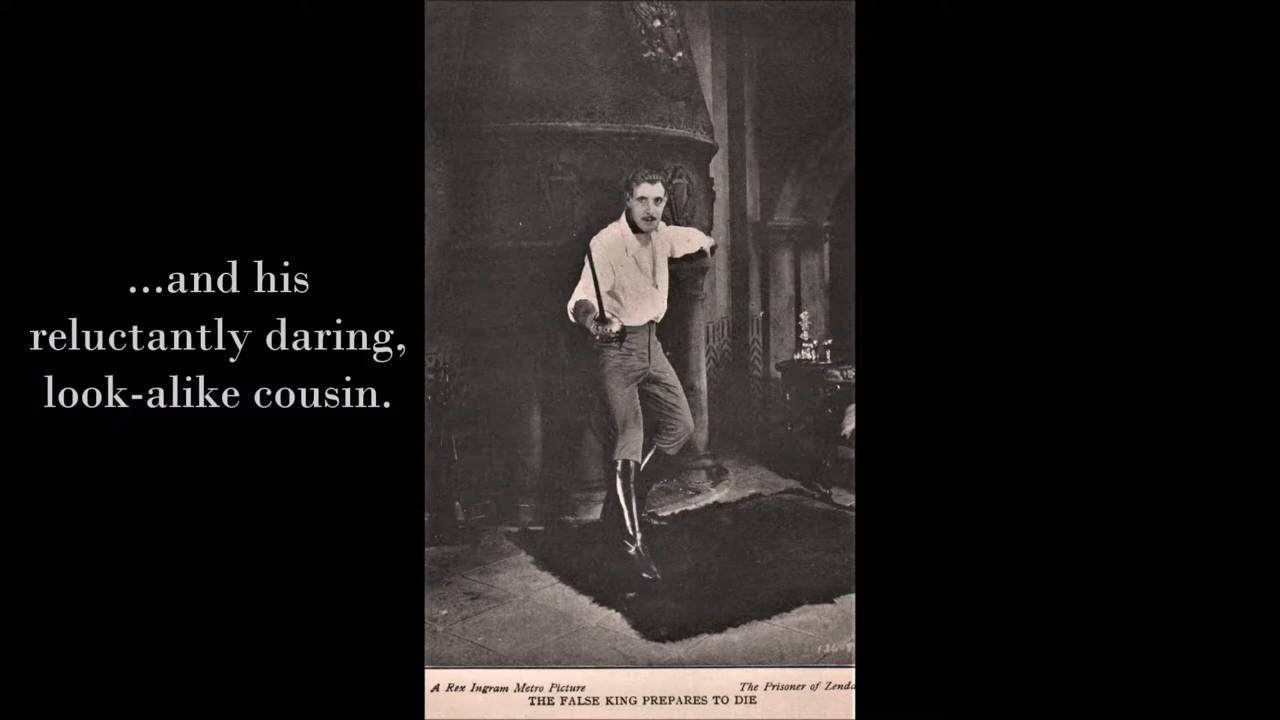 ...and his
reluctantly daring,
look-alike cousin.
A Rex Ingram Metro Picture
The Prisoner of Zenda
THE FALSE KING PREPARES TO DIE